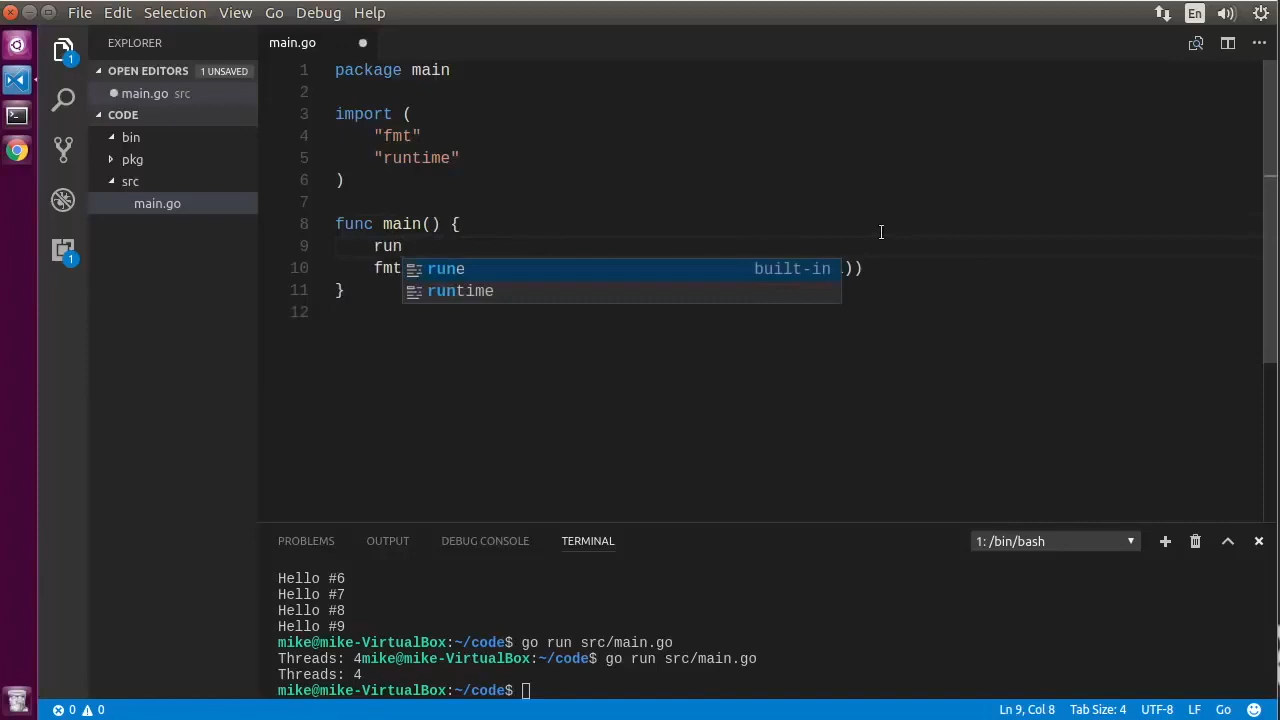 File Edit Selection View Go Debug Help
En
EXPLORER
main.go
OPEN EDITORS 1 UNSAVED
main.go src
CODE
bin
pkg
src
main.go
1
1
1 package main
2
3 import (
4 "fmt"
5 "runtime"
6 )
7
8 func main() {
9 run
10 fmt ))
rune built-in
runtime
11 }
12
PROBLEMS OUTPUT DEBUG CONSOLE TERMINAL 1: /bin/bash
Hello #6
Hello #7
Hello #8
Hello #9
mike@mike-VirtualBox:~/code$ go run src/main.go
Threads: 4mike@mike-VirtualBox:~/code$ go run src/main.go
Threads: 4
mike@mike-VirtualBox:~/code$
0 0 Ln 9, Col 8 Tab Size: 4 UTF-8 LF Go